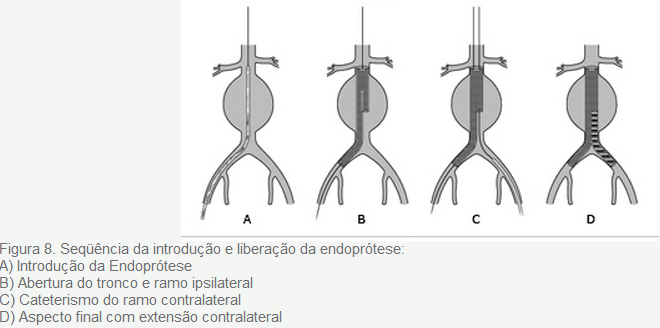 A B C D
Figura 8. Seqüência da introdução e liberação da endoprótese:
A) Introdução da Endoprótese
B) Abertura do tronco e ramo ipsilateral
C) Cateterismo do ramo contralateral
D) Aspecto final com extensão contralateral